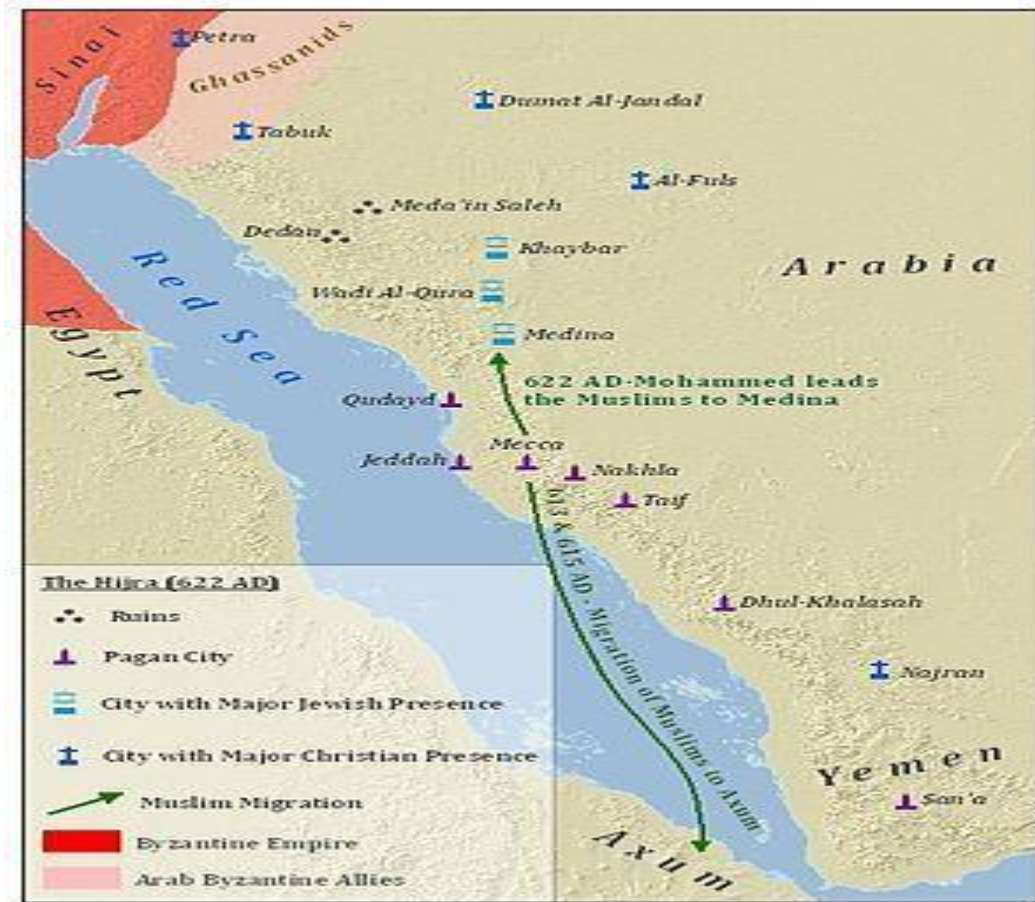 Sinai
Petra
Ghassanids
Tabuk
Dumat Al-Jandal
Al-Fuls
Meda'in Saleh
Dedan
Khaybar
Arabia
Wadi Al-Qura
Red Sea
Egypt
Medina
622 AD-Mohammed leads
the Muslims to Medina
Qudayd
Mecca
Jeddah
Nakhla
Taif
613 & 615 AD - Migration of Muslims to Axum
Dhul-Khalasah
Najran
Yemen
San'a
Axum
The Hijra (622 AD)
Ruins
Pagan City
City with Major Jewish Presence
City with Major Christian Presence
Muslim Migration
Byzantine Empire
Arab Byzantine Allies